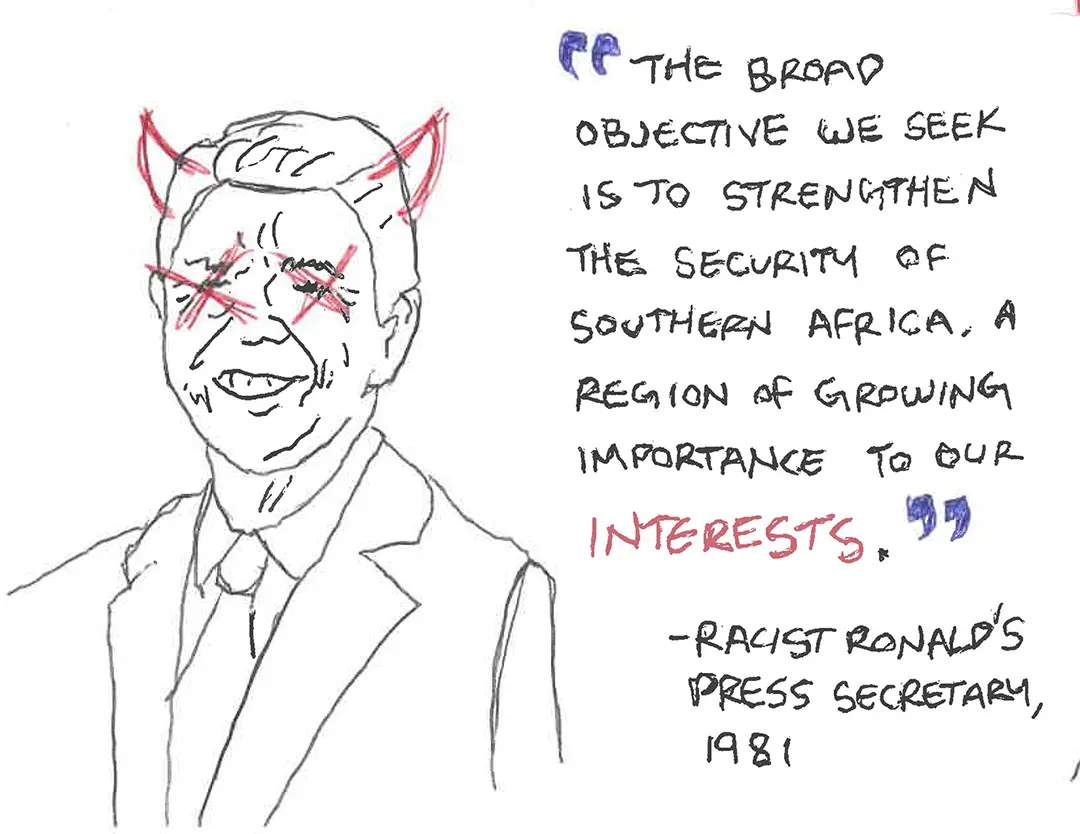 “THE BROAD
OBJECTIVE WE SEEK
IS TO STRENGTHEN
THE SECURITY OF
SOUTHERN AFRICA. A
REGION OF GROWING
IMPORTANCE TO OUR
INTERESTS.”
-RACIST RONALD'S
PRESS SECRETARY,
1981